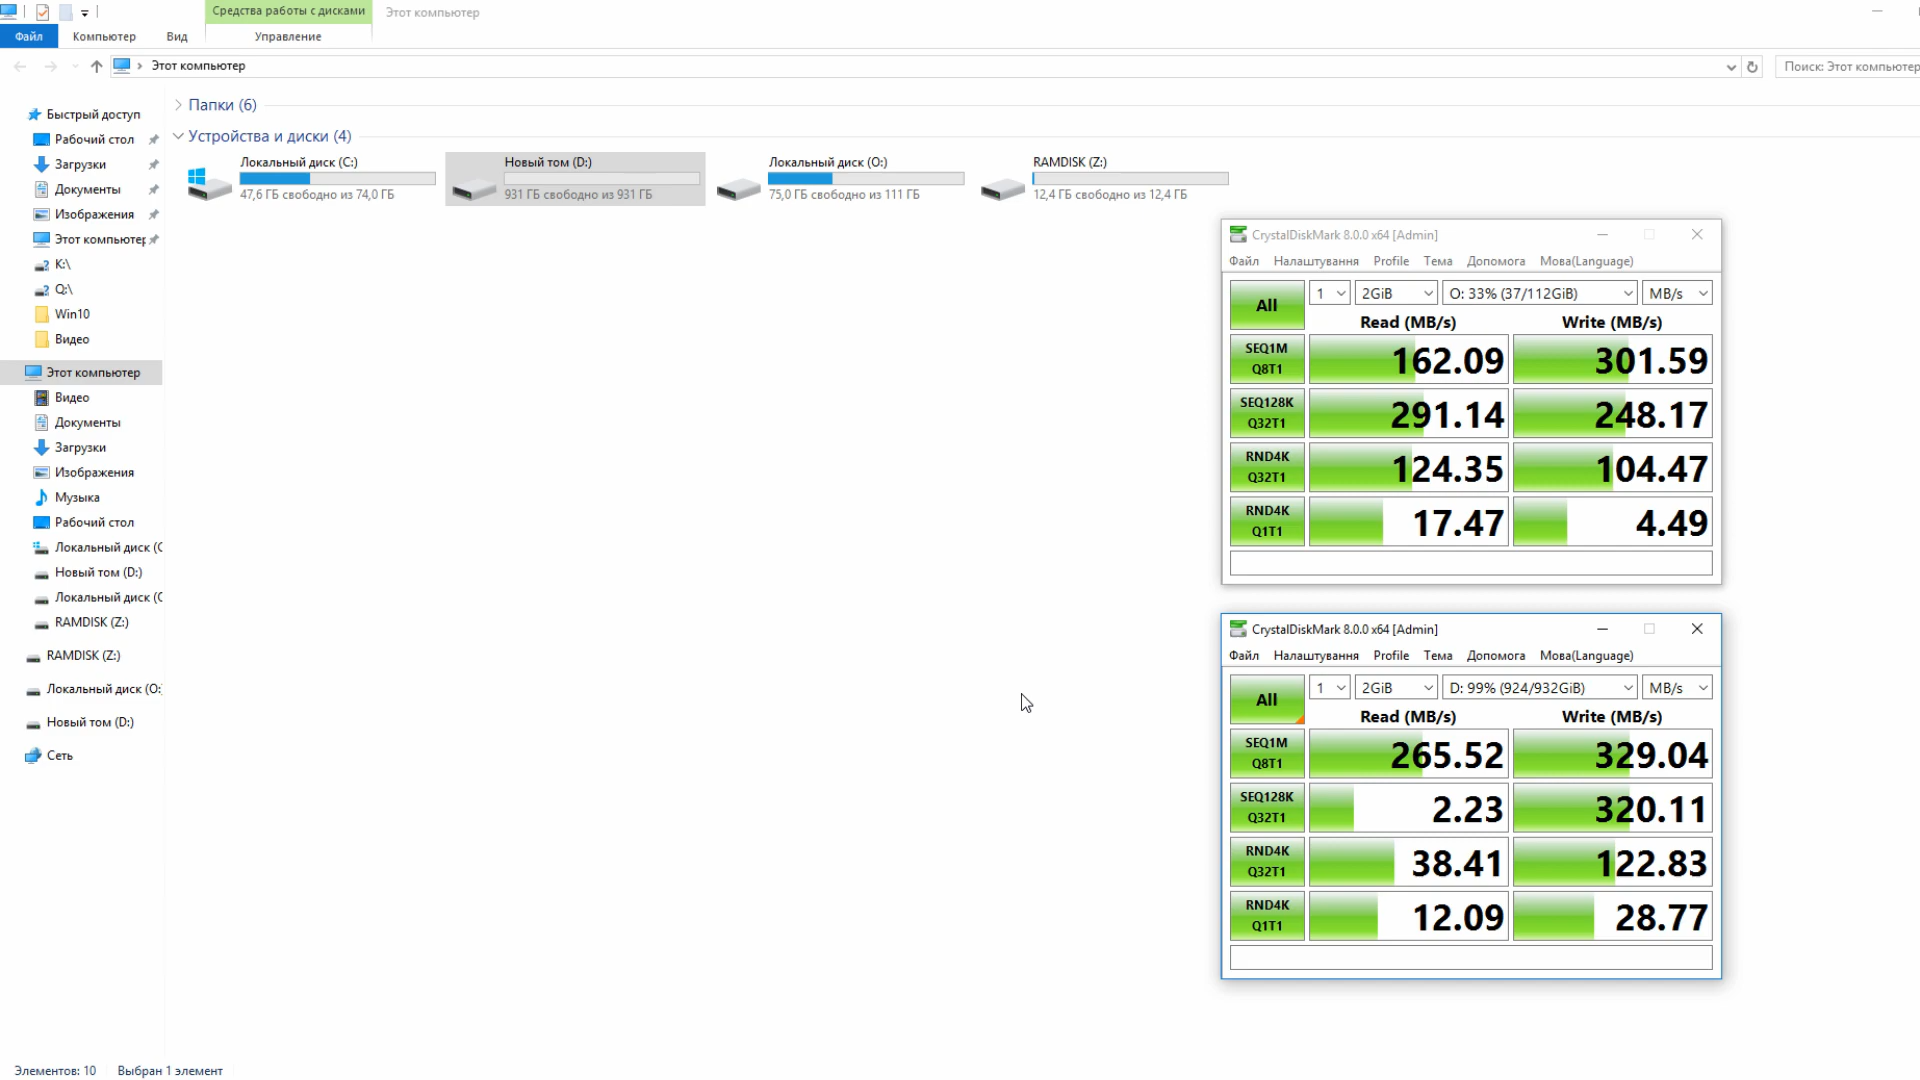 Средства работы с дисками
Этот компьютер
Файл
Компьютер
Вид
Управление
Этот компьютер
Поиск: Этот компьютер
Быстрый доступ
Рабочий стол
Загрузки
Документы
Изображения
Этот компьютер
K:\
Q:\
Win10
Видео
Этот компьютер
Видео
Документы
Загрузки
Изображения
Музыка
Рабочий стол
Локальный диск (C
Новый том (D:)
Локальный диск (C
RAMDISK (Z:)
RAMDISK (Z:)
Локальный диск (O:
Новый том (D:)
Сеть
Папки (6)
Устройства и диски (4)
Локальный диск (C:)
47,6 ГБ свободно из 74,0 ГБ
Новый том (D:)
931 ГБ свободно из 931 ГБ
Локальный диск (O:)
75,0 ГБ свободно из 111 ГБ
RAMDISK (Z:)
12,4 ГБ свободно из 12,4 ГБ
CrystalDiskMark 8.0.0 x64 [Admin]
Файл Налаштування Profile Тема Допомога Мова(Language)
All 1 2GiB O: 33% (37/112GiB) MB/s
Read (MB/s) Write (MB/s)
SEQ1M
Q8T1
162.09 301.59
SEQ128K
Q32T1
291.14 248.17
RND4K
Q32T1
124.35 104.47
RND4K
Q1T1
17.47 4.49
CrystalDiskMark 8.0.0 x64 [Admin]
Файл Налаштування Profile Тема Допомога Мова(Language)
All 1 2GiB D: 99% (924/932GiB) MB/s
Read (MB/s) Write (MB/s)
SEQ1M
Q8T1
265.52 329.04
SEQ128K
Q32T1
2.23 320.11
RND4K
Q32T1
38.41 122.83
RND4K
Q1T1
12.09 28.77
Элементов: 10 Выбран 1 элемент